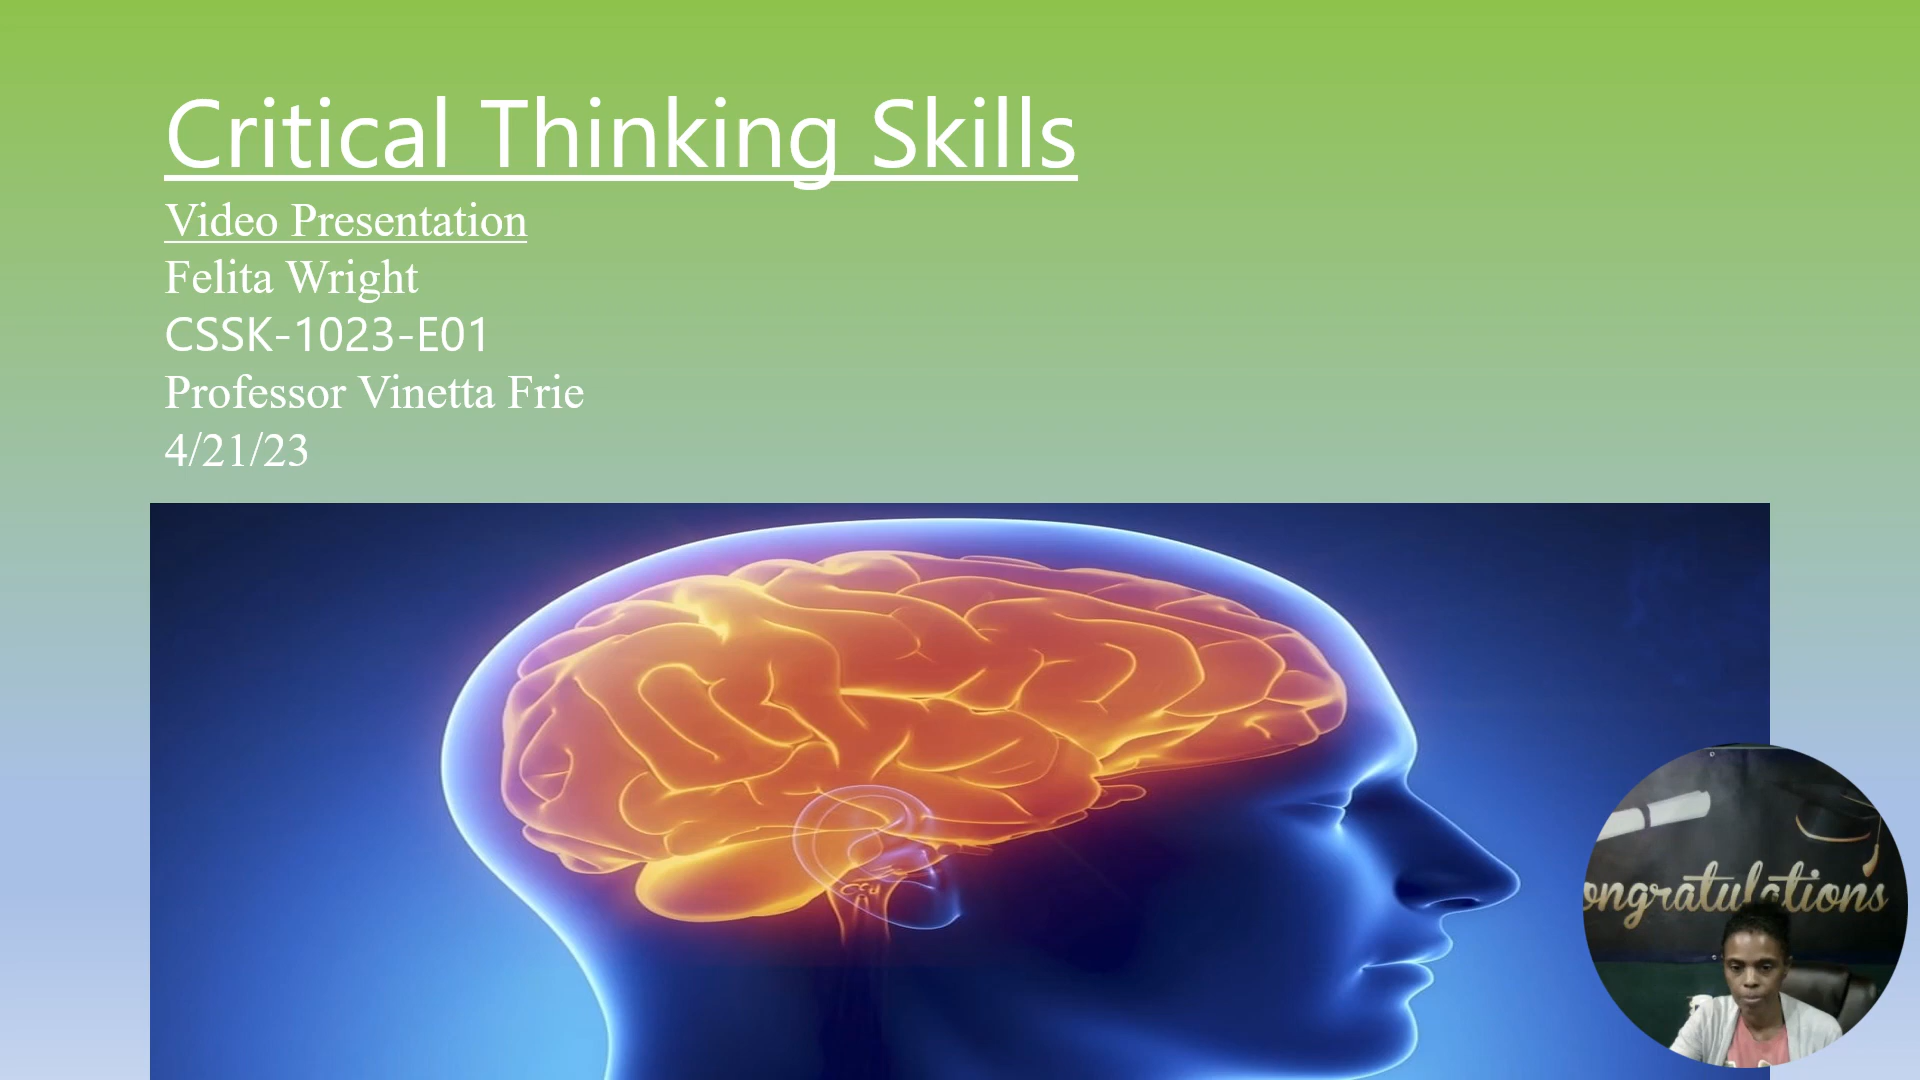 Critical Thinking Skills
Video Presentation
Felita Wright
CSSK-1023-E01
Professor Vinetta Frie
4/21/23
ongratulations